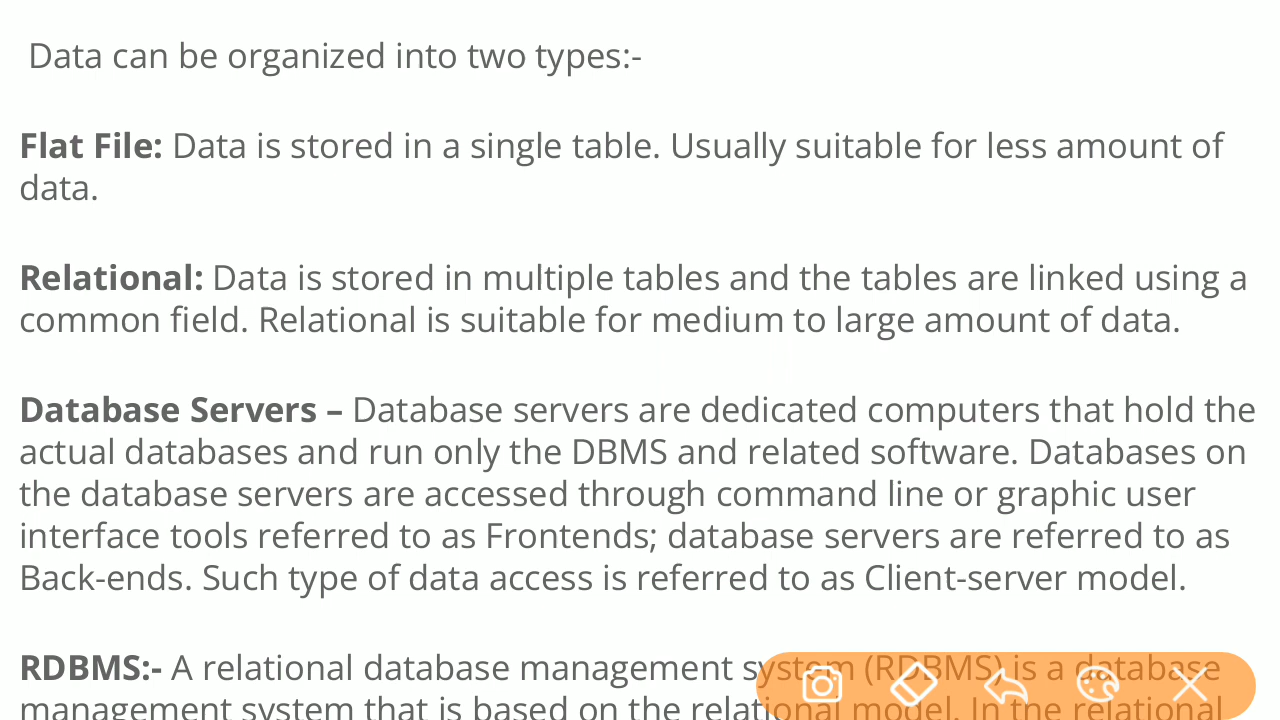 Data can be organized into two types:-
Flat File: Data is stored in a single table. Usually suitable for less amount of
data.
Relational: Data is stored in multiple tables and the tables are linked using a
common field. Relational is suitable for medium to large amount of data.
Database Servers – Database servers are dedicated computers that hold the
actual databases and run only the DBMS and related software. Databases on
the database servers are accessed through command line or graphic user
interface tools referred to as Frontends; database servers are referred to as
Back-ends. Such type of data access is referred to as Client-server model.
RDBMS:- A relational database management system (RDBMS) is a database
management system that is based on the relational model. In the relational